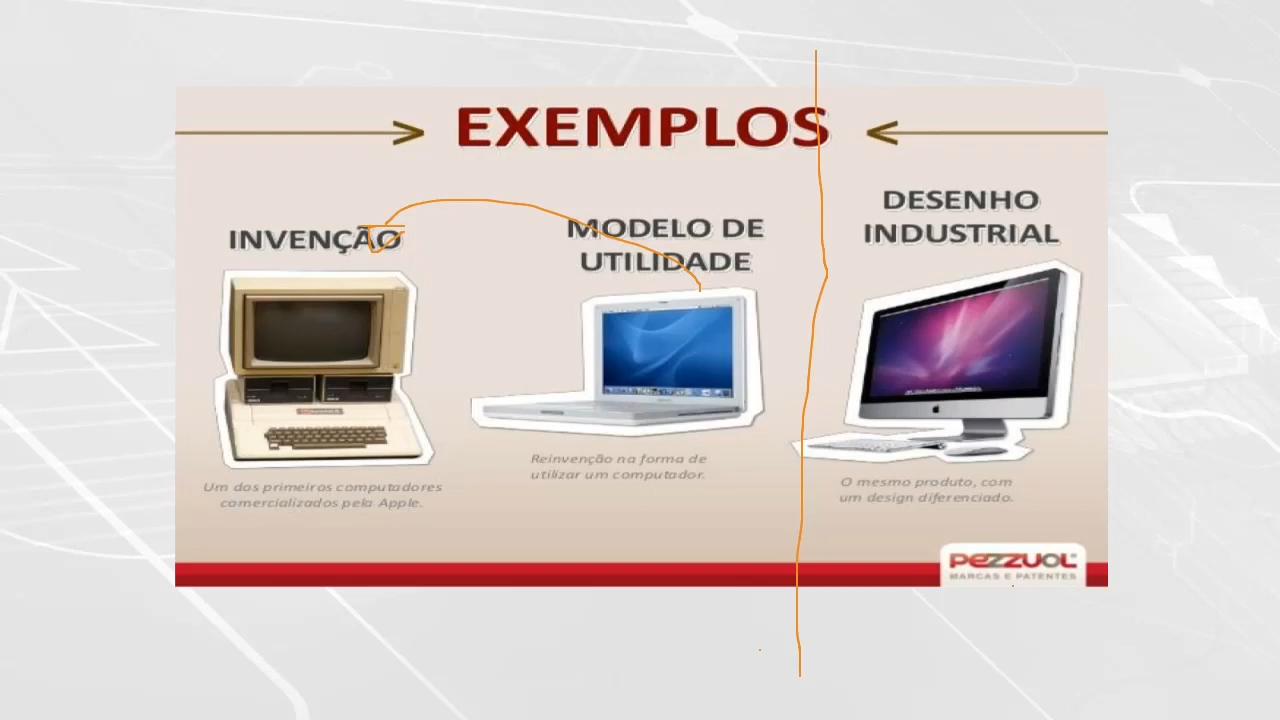 EXEMPLOS
INVENÇÃO
MODELO DE
UTILIDADE
DESENHO
INDUSTRIAL
Um dos primeiros computadores
comercializados pela Apple.
Reinvenção na forma de
utilizar um computador.
O mesmo produto, com
um design diferenciado.
PEZZUOL
MARCAS E PATENTES